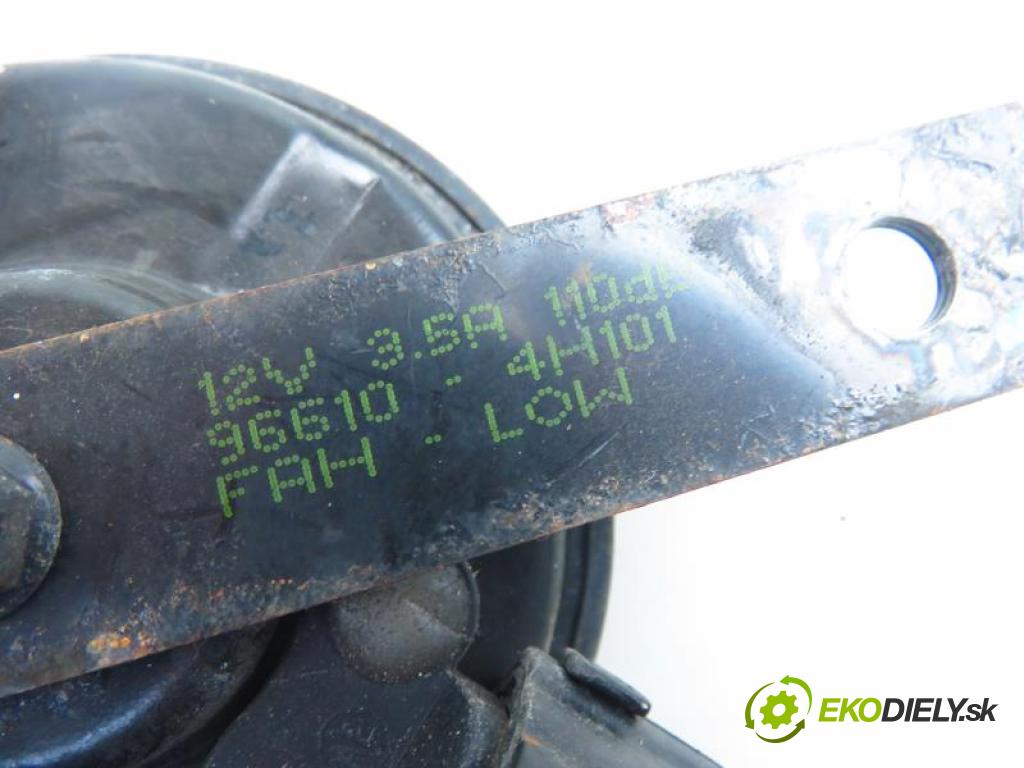 12V 3.5A 110dB
96610 - 4H101
FAH - LOW
EKODIELY.sk